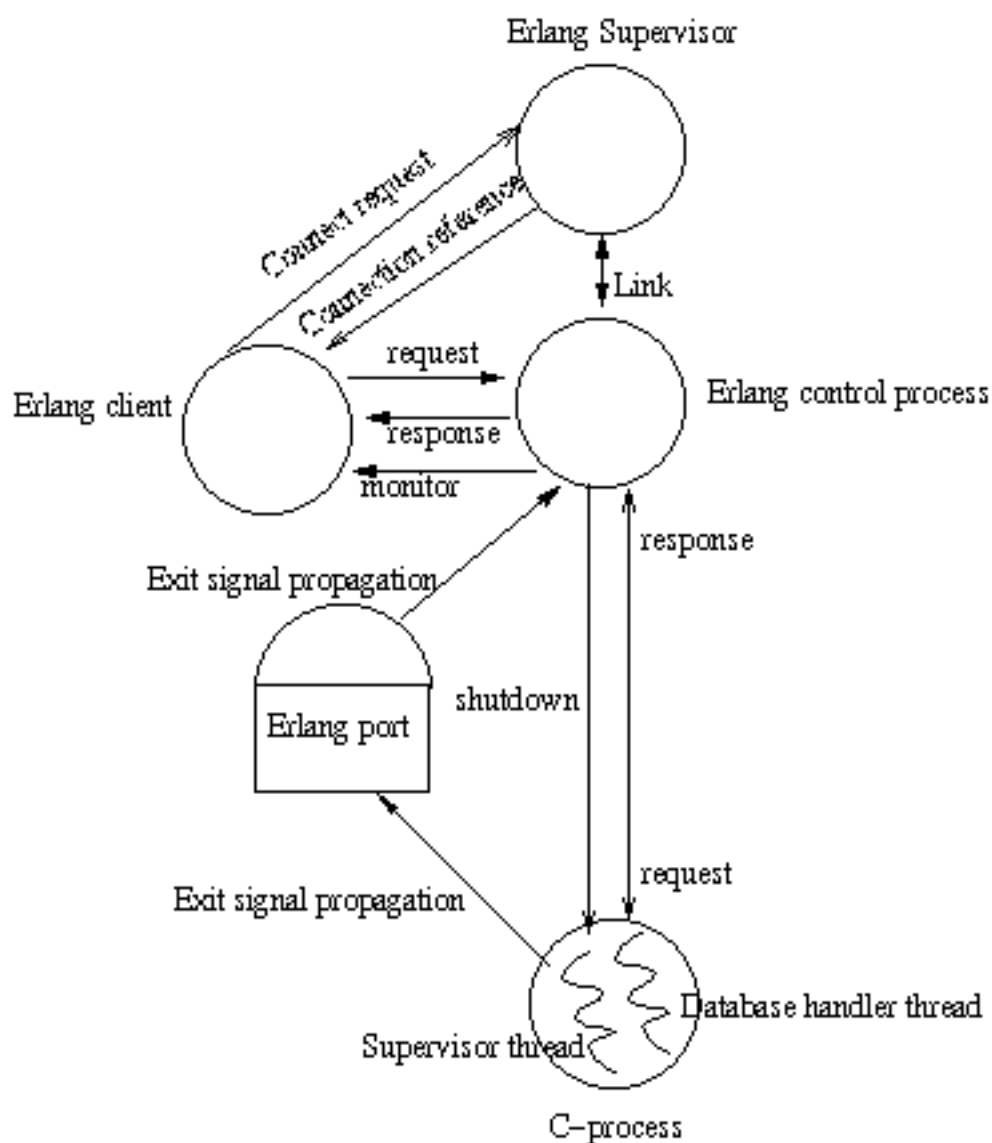 Erlang Supervisor
Connect request
Connection reference
Link
request
Erlang client
Erlang control process
response
monitor
response
Exit signal propagation
shutdown
Erlang port
request
Exit signal propagation
Database handler thread
Supervisor thread
C-process